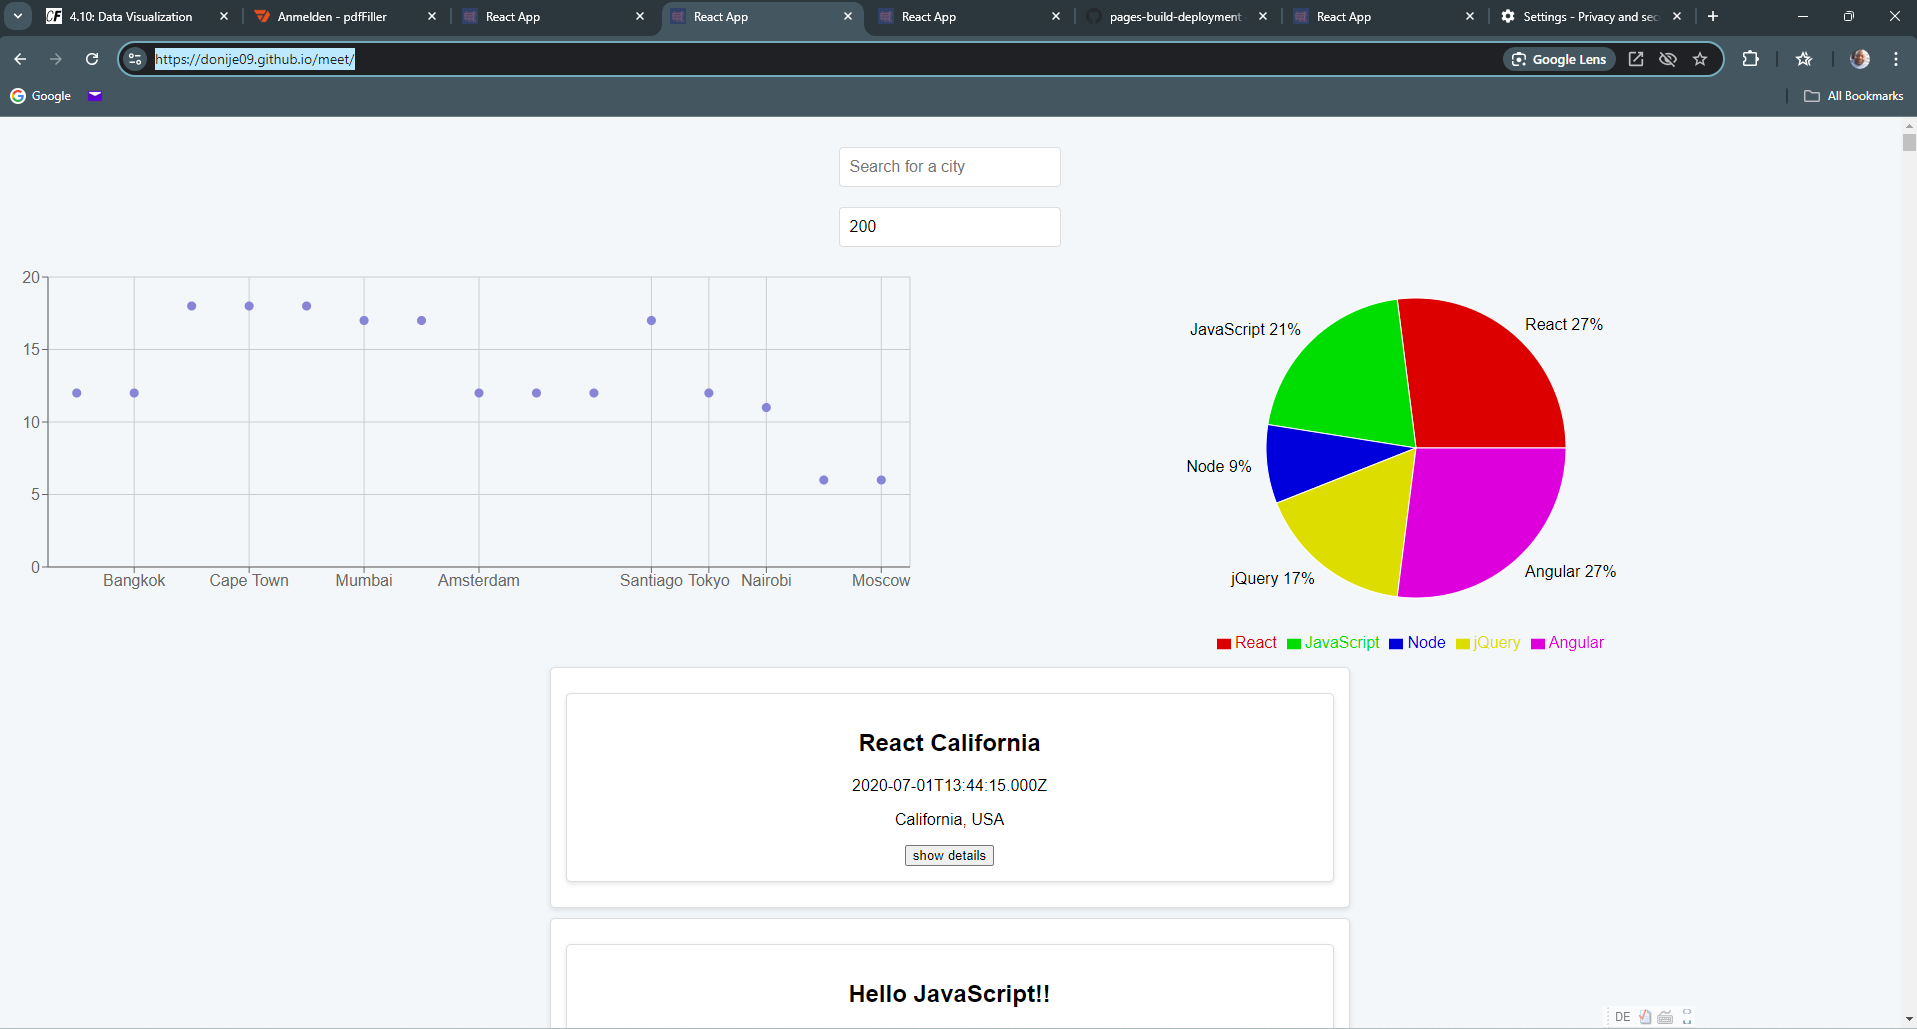 4.10: Data Visualization
Anmelden - pdfFiller
React App
React App
React App
pages-build-deployment
React App
Settings - Privacy and sec
https://donije09.github.io/meet/
Google Lens
Google
All Bookmarks
Search for a city
200
20
15
10
5
0
Bangkok Cape Town Mumbai Amsterdam Santiago Tokyo Nairobi Moscow
JavaScript 21%
React 27%
Node 9%
jQuery 17%
Angular 27%
React JavaScript Node jQuery Angular
React California
2020-07-01T13:44:15.000Z
California, USA
show details
Hello JavaScript!!
DE